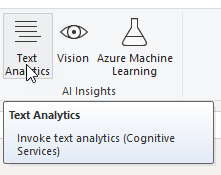 Text
Analytics
Vision
Azure Machine
Learning
AI Insights
Text Analytics
Invoke text analytics (Cognitive
Services)